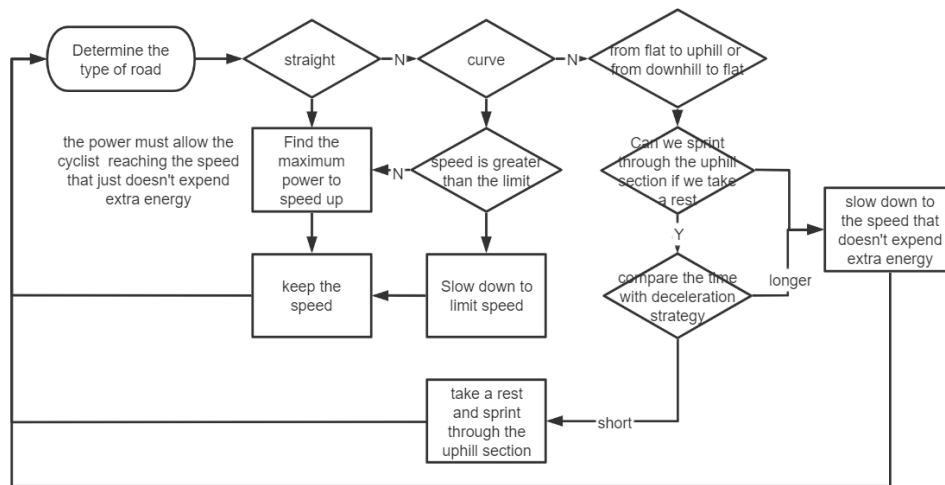 Determine the
type of road
straight
N
curve
N
from flat to uphill or
from downhill to flat
the power must allow the
cyclist reaching the speed
that just doesn't expend
extra energy
Find the
maximum
power to
speed up
N
speed is greater
than the limit
Can we sprint
through the uphill
section if we take
a rest
slow down to
the speed that
doesn't expend
extra energy
Y
keep the
speed
Slow down to
limit speed
compare the time
with deceleration
strategy
longer
take a rest
and sprint
through the
uphill section
short